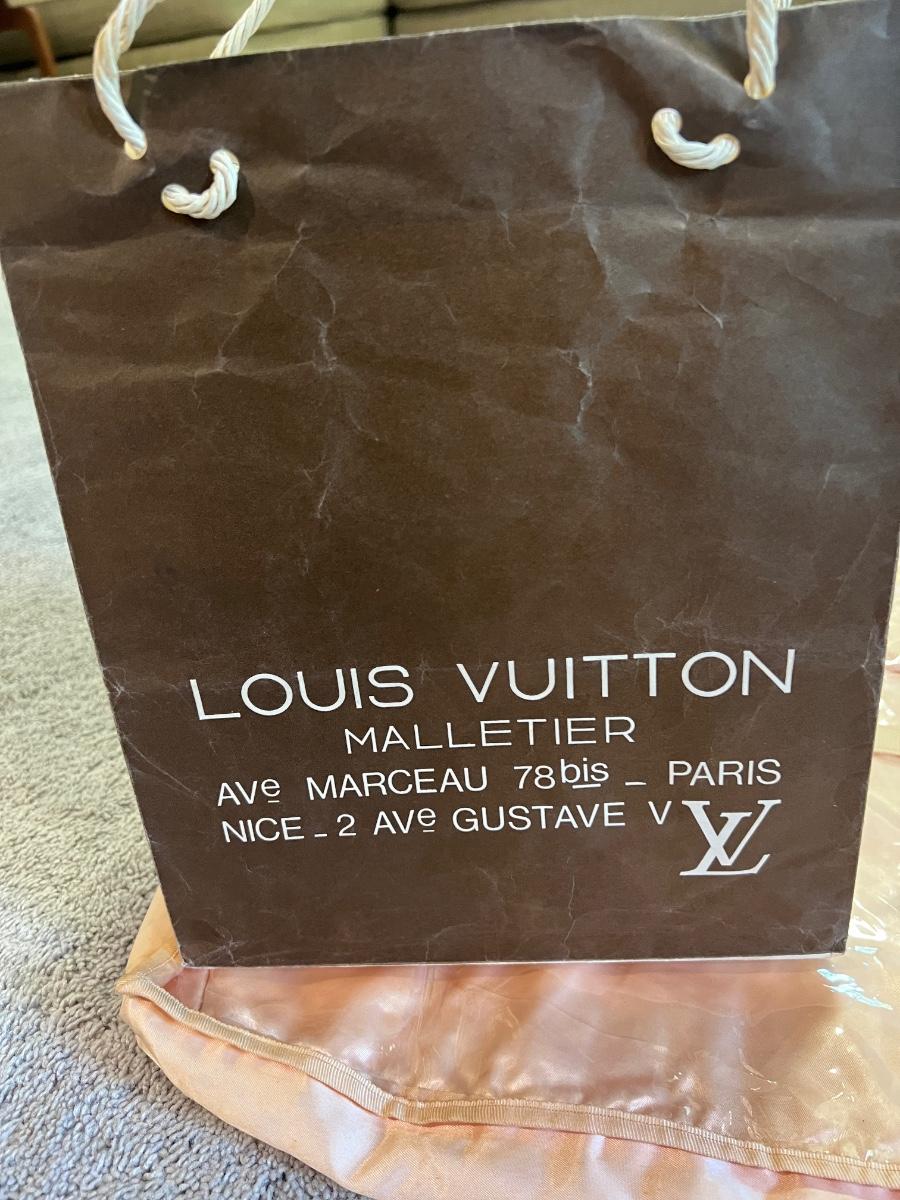 LOUIS VUITTON
MALLETIER
AVe MARCEAU 78bis _ PARIS
NICE _ 2 AVe GUSTAVE V
LV